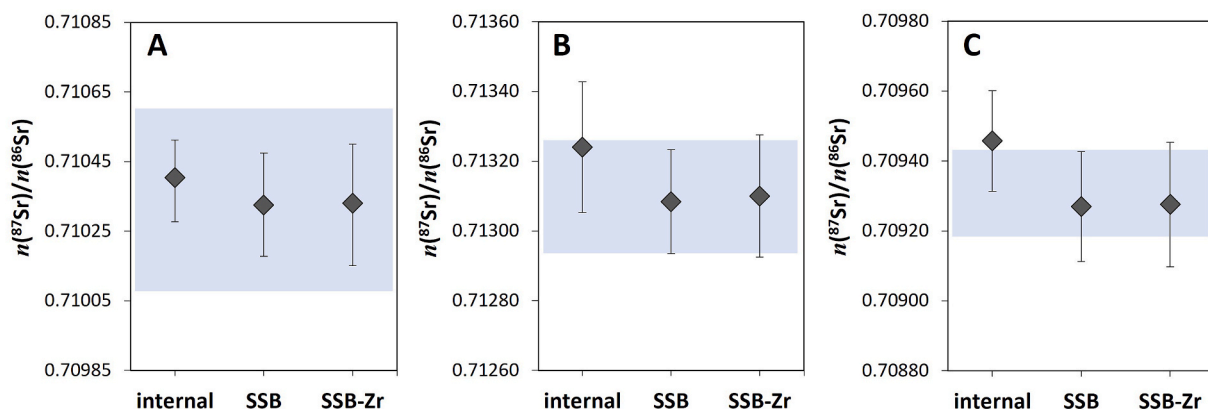 A
n(⁸⁷Sr)/n(⁸⁶Sr)
0.71085
0.71065
0.71045
0.71025
0.71005
0.70985
internal SSB SSB-Zr
B
n(⁸⁷Sr)/n(⁸⁶Sr)
0.71360
0.71340
0.71320
0.71300
0.71280
0.71260
internal SSB SSB-Zr
C
n(⁸⁷Sr)/n(⁸⁶Sr)
0.70980
0.70960
0.70940
0.70920
0.70900
0.70880
internal SSB SSB-Zr